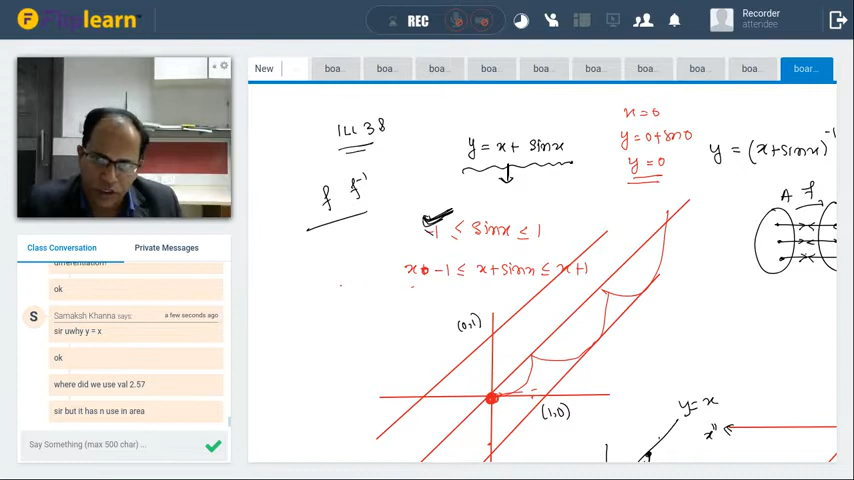 Fliplearn
REC
Recorder
attendee
New
boa...
boa...
boa...
boa...
boa...
boa...
boa...
boa...
boa...
boar...
ILL 38
y = x + sinx
x = 0
y = 0 + sin 0
y = 0
y = (x+sinx)⁻¹
f f⁻¹
A f
-1 ≤ sinx ≤ 1
x -1 ≤ x+sinx ≤ x+1
(0,1)
(1,0)
y = x
x"
Class Conversation
Private Messages
differentiation?
ok
S
Samaksh Khanna says:
a few seconds ago
sir uwhy y = x
ok
where did we use val 2.57
sir but it has n use in area
Say Something (max 500 char) ...